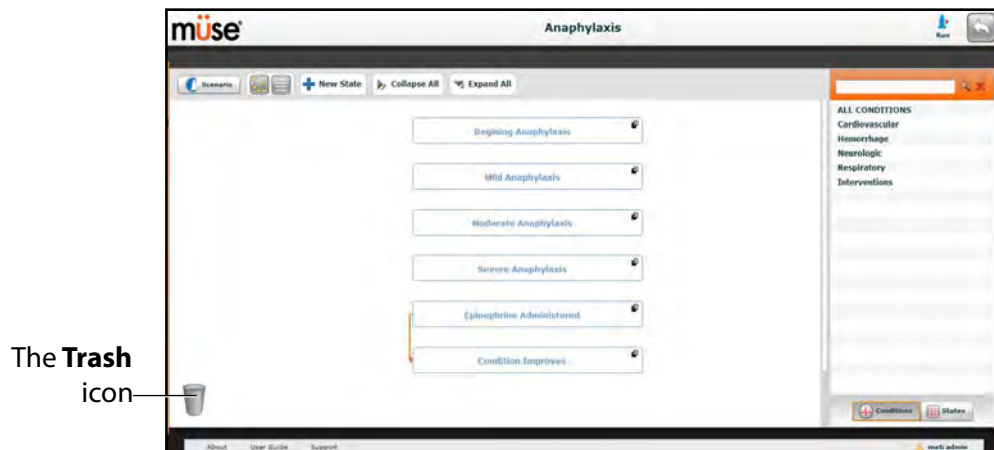 müse
Anaphylaxis
Run
Scenario
New State
Collapse All
Expand All
ALL CONDITIONS
Cardiovascular
Hemorrhage
Neurologic
Respiratory
Interventions
Begining Anaphylaxis
Mild Anaphylaxis
Moderate Anaphylaxis
Severe Anaphylaxis
Epinephrine Administered
Condition Improves
The Trash
icon
Conditions
States
About User Guide Support
meti admin